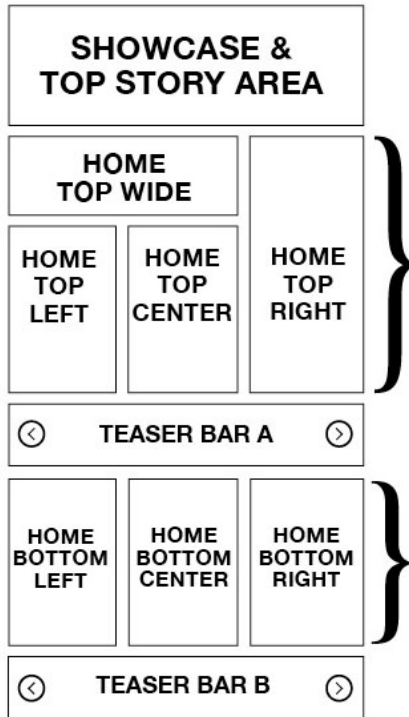 SHOWCASE &
TOP STORY AREA
HOME
TOP WIDE
HOME
TOP
LEFT
HOME
TOP
CENTER
HOME
TOP
RIGHT
TEASER BAR A
HOME
BOTTOM
LEFT
HOME
BOTTOM
CENTER
HOME
BOTTOM
RIGHT
TEASER BAR B